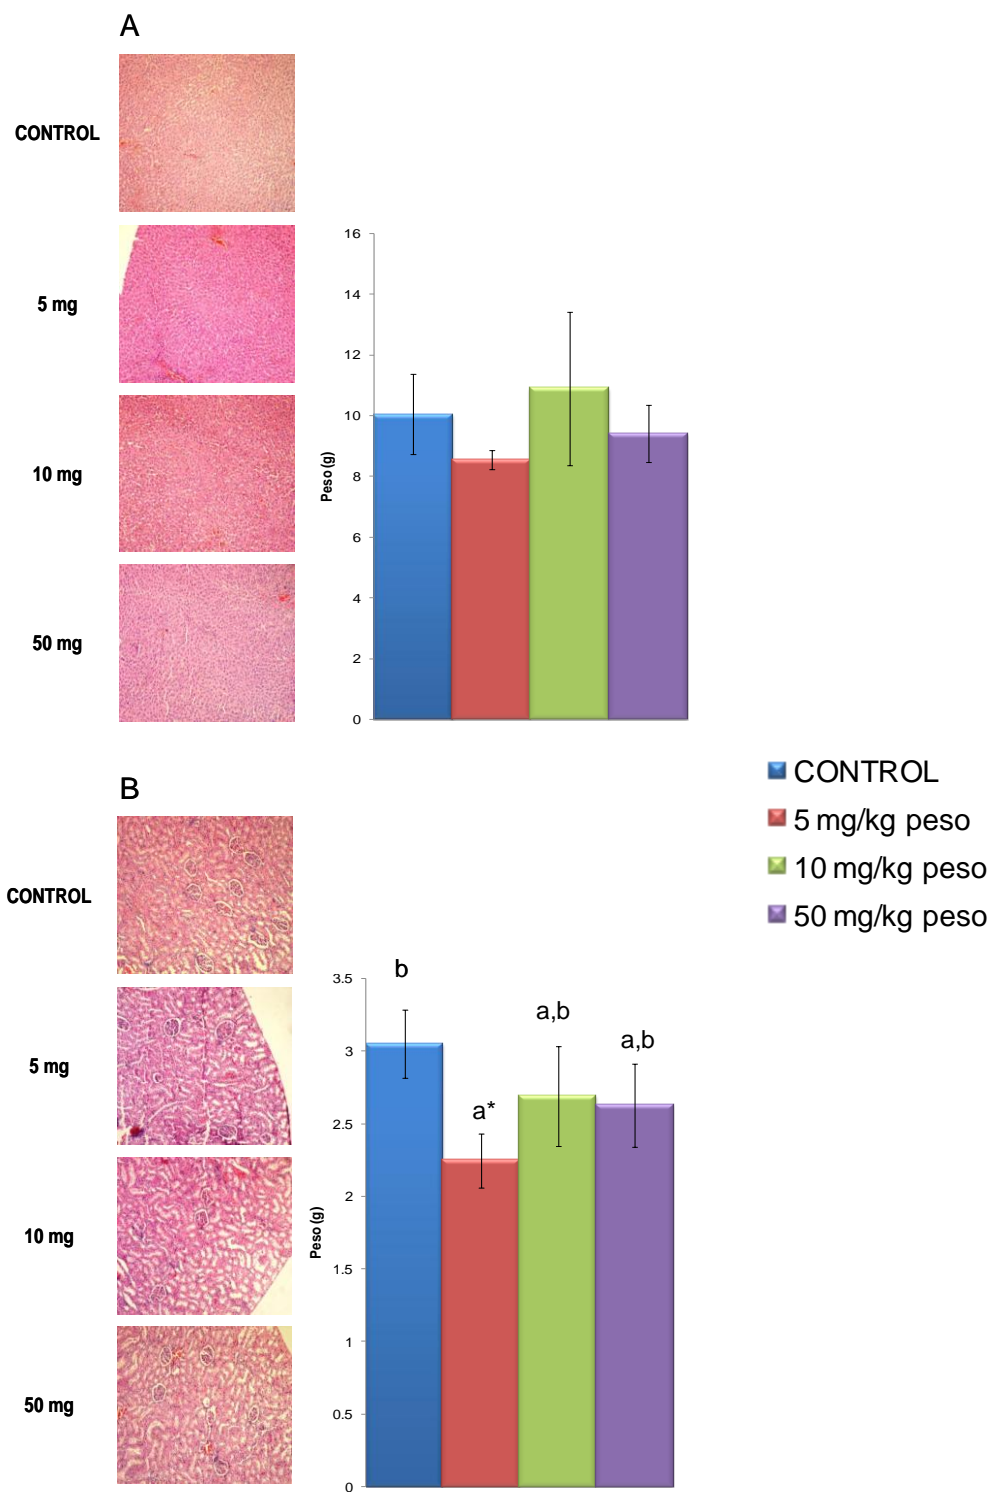 A
CONTROL
5 mg
10 mg
50 mg
16
14
12
10
8
6
4
2
0
Peso (g)
CONTROL
5 mg/kg peso
10 mg/kg peso
50 mg/kg peso
B
CONTROL
5 mg
10 mg
50 mg
3.5
3
2.5
2
1.5
1
0.5
0
Peso (g)
b
a*
a,b
a,b